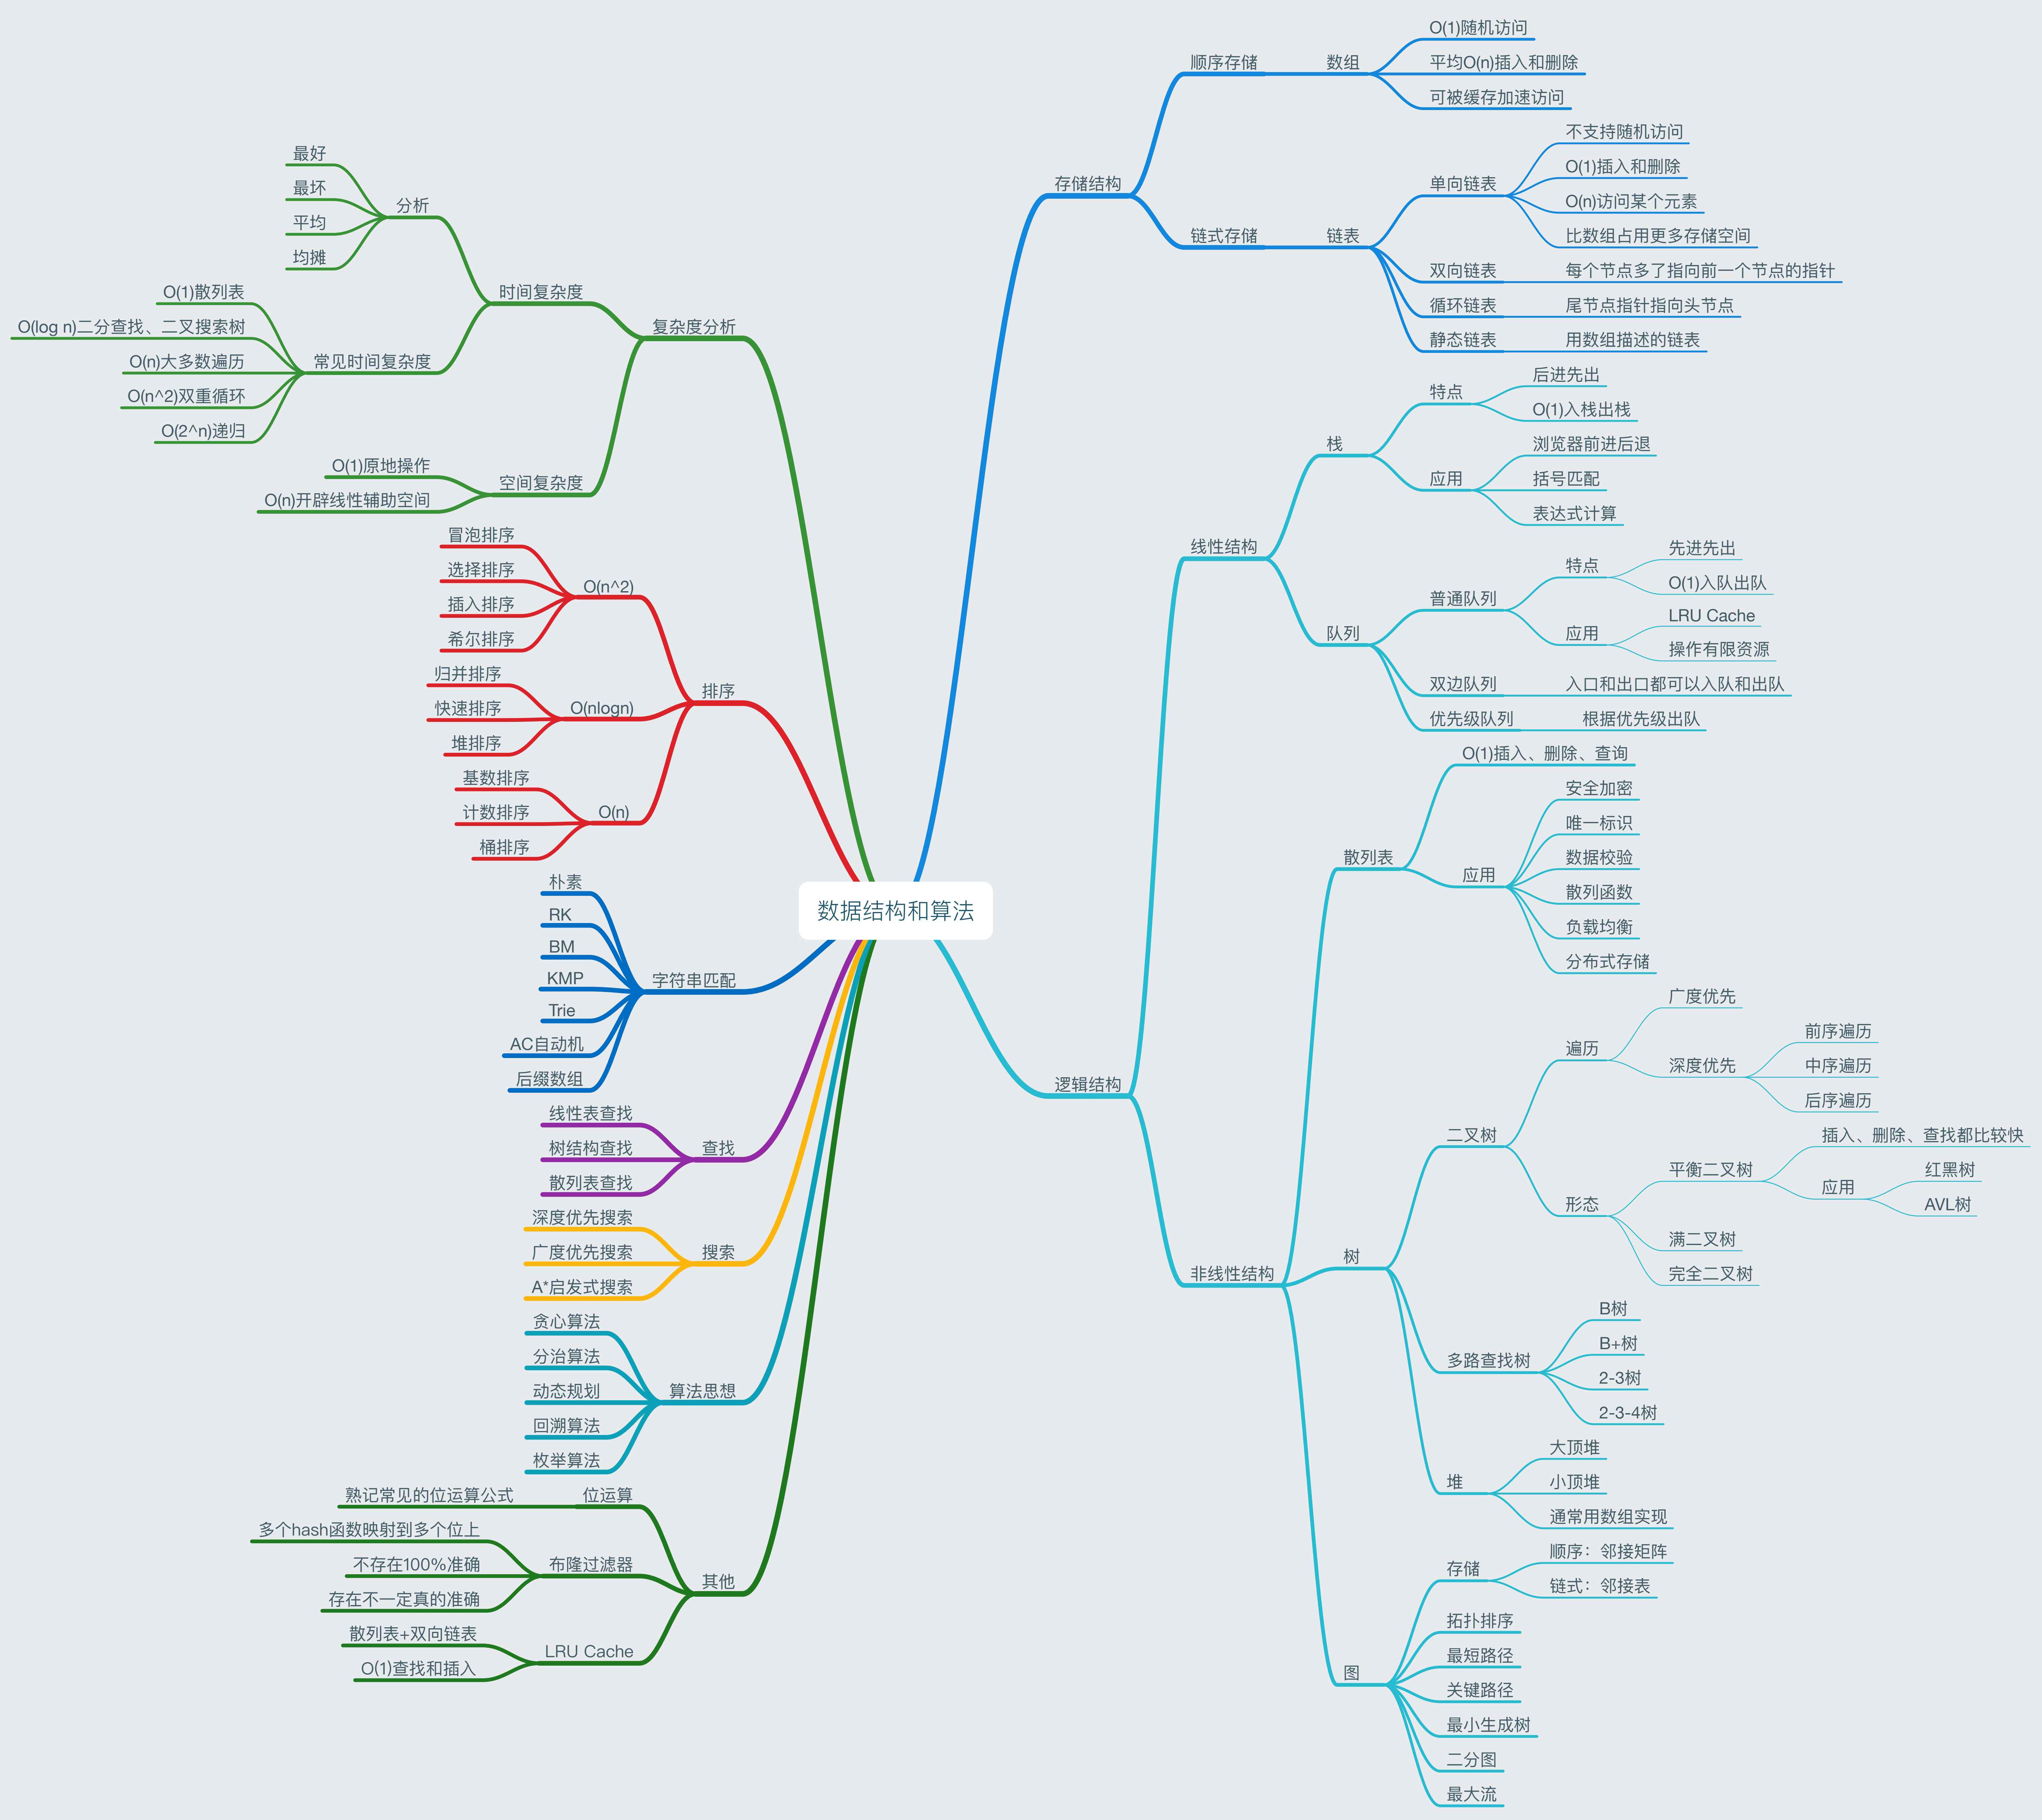 数据结构和算法
存储结构
顺序存储
数组
O(1)随机访问
平均O(n)插入和删除
可被缓存加速访问
链式存储
链表
单向链表
不支持随机访问
O(1)插入和删除
O(n)访问某个元素
比数组占用更多存储空间
双向链表
每个节点多了指向前一个节点的指针
循环链表
尾节点指针指向头节点
静态链表
用数组描述的链表
逻辑结构
线性结构
栈
特点
后进先出
O(1)入栈出栈
应用
浏览器前进后退
括号匹配
表达式计算
队列
普通队列
特点
先进先出
O(1)入队出队
应用
LRU Cache
操作有限资源
双边队列
入口和出口都可以入队和出队
优先级队列
根据优先级出队
非线性结构
散列表
O(1)插入、删除、查询
应用
安全加密
唯一标识
数据校验
散列函数
负载均衡
分布式存储
树
二叉树
遍历
广度优先
深度优先
前序遍历
中序遍历
后序遍历
形态
平衡二叉树
插入、删除、查找都比较快
应用
红黑树
AVL树
满二叉树
完全二叉树
多路查找树
B树
B+树
2-3树
2-3-4树
堆
大顶堆
小顶堆
通常用数组实现
图
存储
顺序：邻接矩阵
链式：邻接表
拓扑排序
最短路径
关键路径
最小生成树
二分图
最大流
复杂度分析
时间复杂度
分析
最好
最坏
平均
均摊
常见时间复杂度
O(1)散列表
O(log n)二分查找、二叉搜索树
O(n)大多数遍历
O(n^2)双重循环
O(2^n)递归
空间复杂度
O(1)原地操作
O(n)开辟线性辅助空间
排序
O(n^2)
冒泡排序
选择排序
插入排序
希尔排序
O(nlogn)
归并排序
快速排序
堆排序
O(n)
基数排序
计数排序
桶排序
字符串匹配
朴素
RK
BM
KMP
Trie
AC自动机
后缀数组
查找
线性表查找
树结构查找
散列表查找
搜索
深度优先搜索
广度优先搜索
A*启发式搜索
算法思想
贪心算法
分治算法
动态规划
回溯算法
枚举算法
其他
位运算
熟记常见的位运算公式
布隆过滤器
多个hash函数映射到多个位上
不存在100%准确
存在不一定真的准确
LRU Cache
散列表+双向链表
O(1)查找和插入